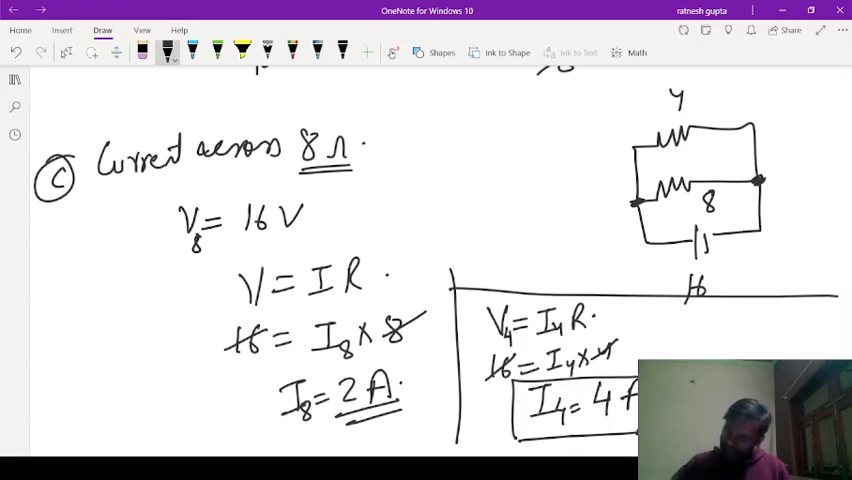 OneNote for Windows 10
ratnesh gupta
Home Insert Draw View Help
Share
Shapes Ink to Shape Ink to Text Math
(C) Current across 8 Ω.
V8 = 16 V
V = I R.
16 = I8 × 8
I8 = 2 A.
4
8
16
V4 = I4 R.
16 = I4 × 4
I4 = 4 A